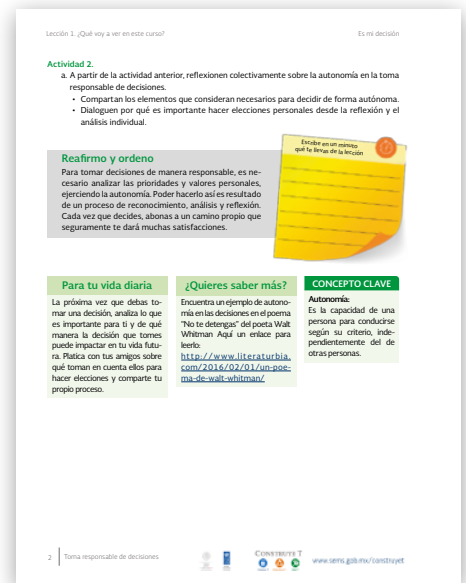 Lección 1. ¿Qué voy a ver en este curso?
Es mi decisión
Actividad 2.
a. A partir de la actividad anterior, reflexionen colectivamente sobre la autonomía en la toma
responsable de decisiones.
• Compartan los elementos que consideran necesarios para decidir de forma autónoma.
• Dialoguen por qué es importante hacer elecciones personales desde la reflexión y el
análisis individual.
Escribe en un minuto
qué te llevas de la lección
Reafirmo y ordeno
Para tomar decisiones de manera responsable, es ne-
cesario analizar las prioridades y valores personales,
ejerciendo la autonomía. Poder hacerlo así es resultado
de un proceso de reconocimiento, análisis y reflexión.
Cada vez que decides, abonas a un camino propio que
seguramente te dará muchas satisfacciones.
Para tu vida diaria
La próxima vez que debas to-
mar una decisión, analiza lo que
es importante para ti y de qué
manera la decisión que tomes
puede impactar en tu vida futu-
ra. Platica con tus amigos sobre
qué toman en cuenta ellos para
hacer elecciones y comparte tu
propio proceso.
¿Quieres saber más?
Encuentra un ejemplo de autono-
mía en las decisiones en el poema
"No te detengas" del poeta Walt
Whitman Aquí un enlace para
leerlo:
http://www.literaturbia.
com/2016/02/01/un-poe-
ma-de-walt-whitman/
CONCEPTO CLAVE
Autonomía:
Es la capacidad de una
persona para conducirse
según su criterio, inde-
pendientemente del de
otras personas.
2
Toma responsable de decisiones
CONSTRUYE T
www.sems.gob.mx/construyet